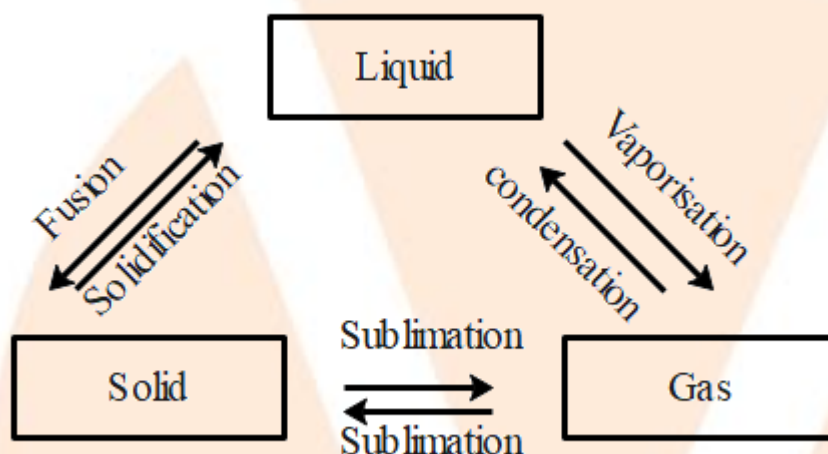 Liquid
Fusion
Solidification
Vaporisation
condensation
Solid
Sublimation
Sublimation
Gas